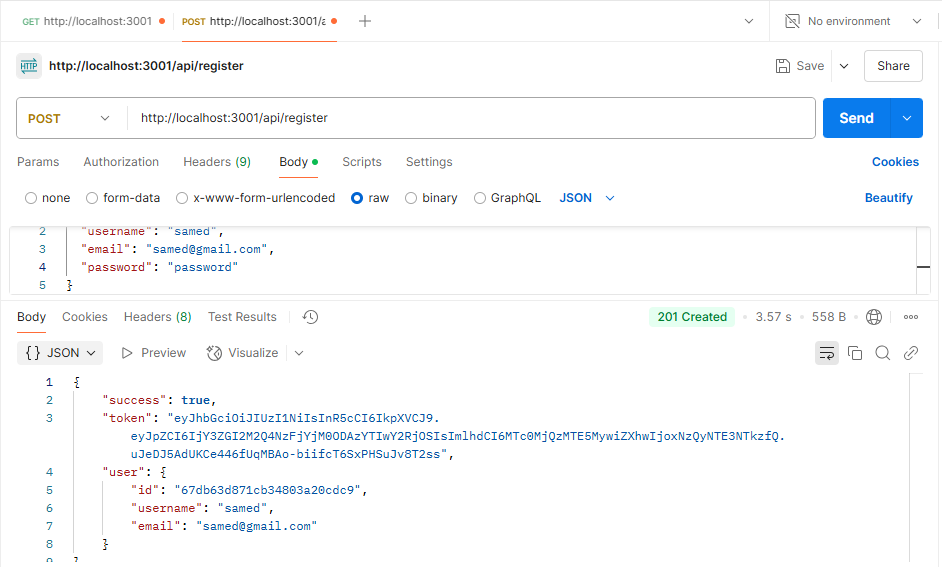 GET http://localhost:3001 POST http://localhost:3001/a No environment
HTTP http://localhost:3001/api/register Save Share
POST http://localhost:3001/api/register Send
Params Authorization Headers (9) Body Scripts Settings Cookies
none form-data x-www-form-urlencoded raw binary GraphQL JSON Beautify
2 "username": "samed",
3 "email": "samed@gmail.com",
4 "password": "password"
5 }
Body Cookies Headers (8) Test Results 201 Created 3.57 s 558 B
{} JSON Preview Visualize
1 {
2 "success": true,
3 "token": "eyJhbGciOiJIUzI1NiIsInR5cCI6IkpXVCJ9.
eyJpZCI6IjY3ZGI2M2Q4NzFjYjM0ODAzYTIwY2RjOSIsImlhdCI6MTc0MjQzMTE5MywiZXhwIjoxNzQyNTE3NTkzfQ.
uJeDJ5AdUKCe446fUqMBAo-biifcT6SxPHSuJv8T2ss",
4 "user": {
5 "id": "67db63d871cb34803a20cdc9",
6 "username": "samed",
7 "email": "samed@gmail.com"
8 }
9 }